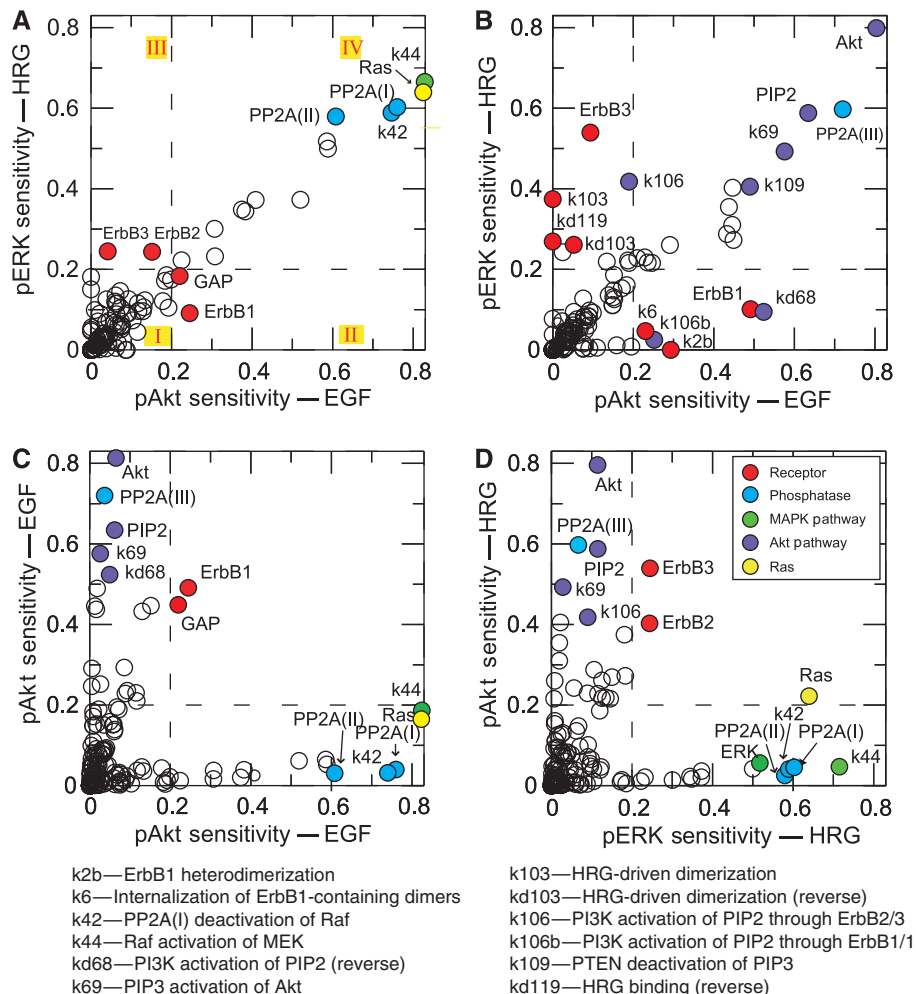 A
III
IV
k44
Ras
PP2A(I)
PP2A(II)
k42
ErbB3 ErbB2
GAP
ErbB1
I
II
0.8
0.6
0.4
0.2
0
0 0.2 0.4 0.6 0.8
pERK sensitivity — HRG
pAkt sensitivity — EGF
B
Akt
ErbB3
PIP2
PP2A(III)
k69
k106
k109
k103
kd119
kd103
ErbB1
kd68
k6
k106b
k2b
0.8
0.6
0.4
0.2
0
0 0.2 0.4 0.6 0.8
pERK sensitivity — HRG
pAkt sensitivity — EGF
C
Akt
PP2A(III)
PIP2
k69
kd68
ErbB1
GAP
k44
PP2A(II)
Ras
PP2A(I)
k42
0.8
0.6
0.4
0.2
0
0 0.2 0.4 0.6 0.8
pAkt sensitivity — EGF
pAkt sensitivity — EGF
D
Akt
PP2A(III)
PIP2
ErbB3
k69
k106
ErbB2
Ras
k42
PP2A(II)
PP2A(I)
ERK
k44
Receptor
Phosphatase
MAPK pathway
Akt pathway
Ras
0.8
0.6
0.4
0.2
0
0 0.2 0.4 0.6 0.8
pAkt sensitivity — HRG
pERK sensitivity — HRG
k2b—ErbB1 heterodimerization
k6—Internalization of ErbB1-containing dimers
k42—PP2A(I) deactivation of Raf
k44—Raf activation of MEK
kd68—PI3K activation of PIP2 (reverse)
k69—PIP3 activation of Akt
k103—HRG-driven dimerization
kd103—HRG-driven dimerization (reverse)
k106—PI3K activation of PIP2 through ErbB2/3
k106b—PI3K activation of PIP2 through ErbB1/1
k109—PTEN deactivation of PIP3
kd119—HRG binding (reverse)